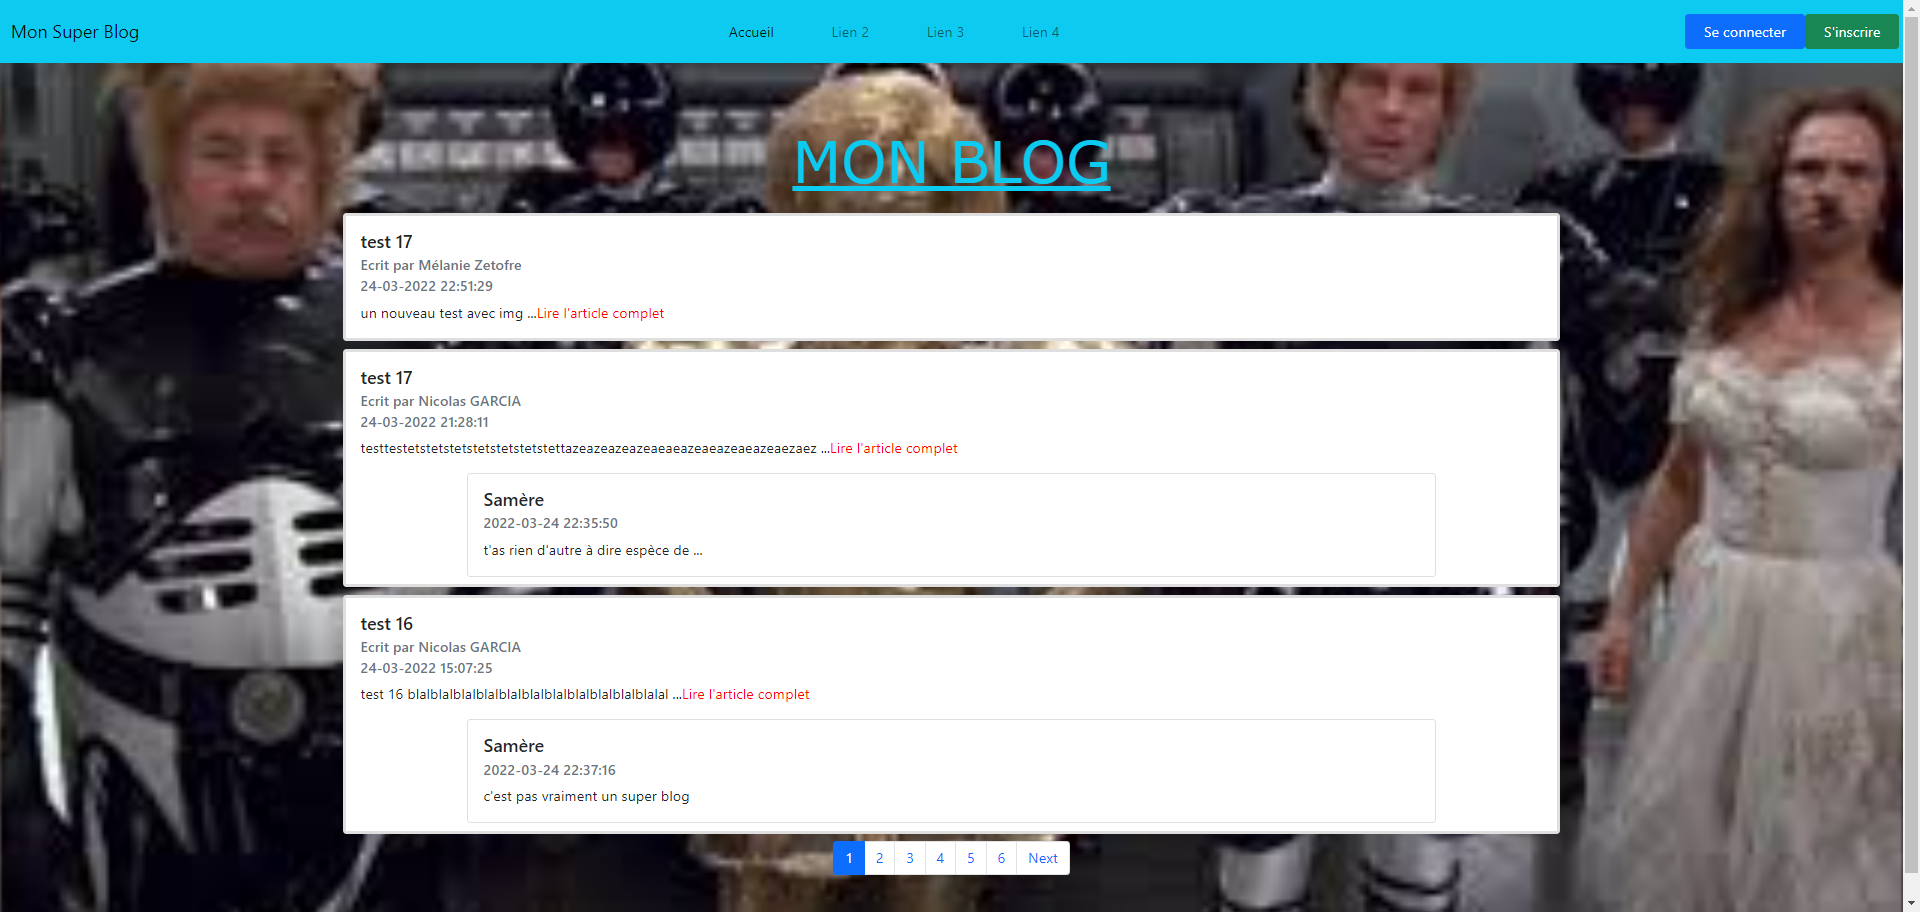 Mon Super Blog
Accueil
Lien 2
Lien 3
Lien 4
Se connecter
S'inscrire
MON BLOG
test 17
Ecrit par Mélanie Zetofre
24-03-2022 22:51:29
un nouveau test avec img ...Lire l'article complet
test 17
Ecrit par Nicolas GARCIA
24-03-2022 21:28:11
...Lire l'article complet
Samère
2022-03-24 22:35:50
t'as rien d'autre à dire espèce de ...
test 16
Ecrit par Nicolas GARCIA
24-03-2022 15:07:25
test 16 ...Lire l'article complet
Samère
2022-03-24 22:37:16
c'est pas vraiment un super blog
1 2 3 4 5 6 Next